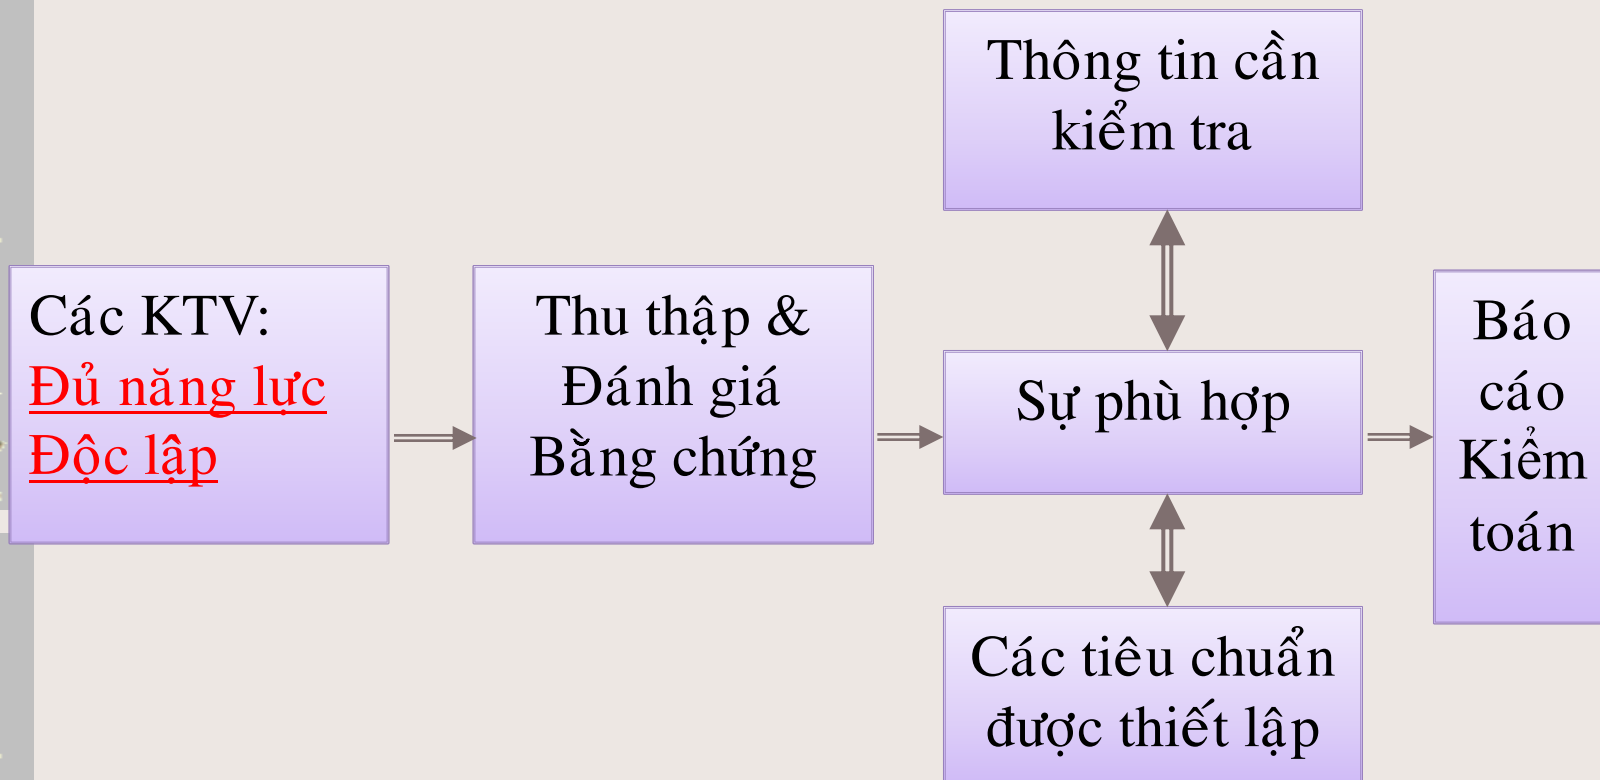 Thông tin cần
kiểm tra
Các KTV:
Đủ năng lực
Độc lập
Thu thập &
Đánh giá
Bằng chứng
Sự phù hợp
Báo
cáo
Kiểm
toán
Các tiêu chuẩn
được thiết lập